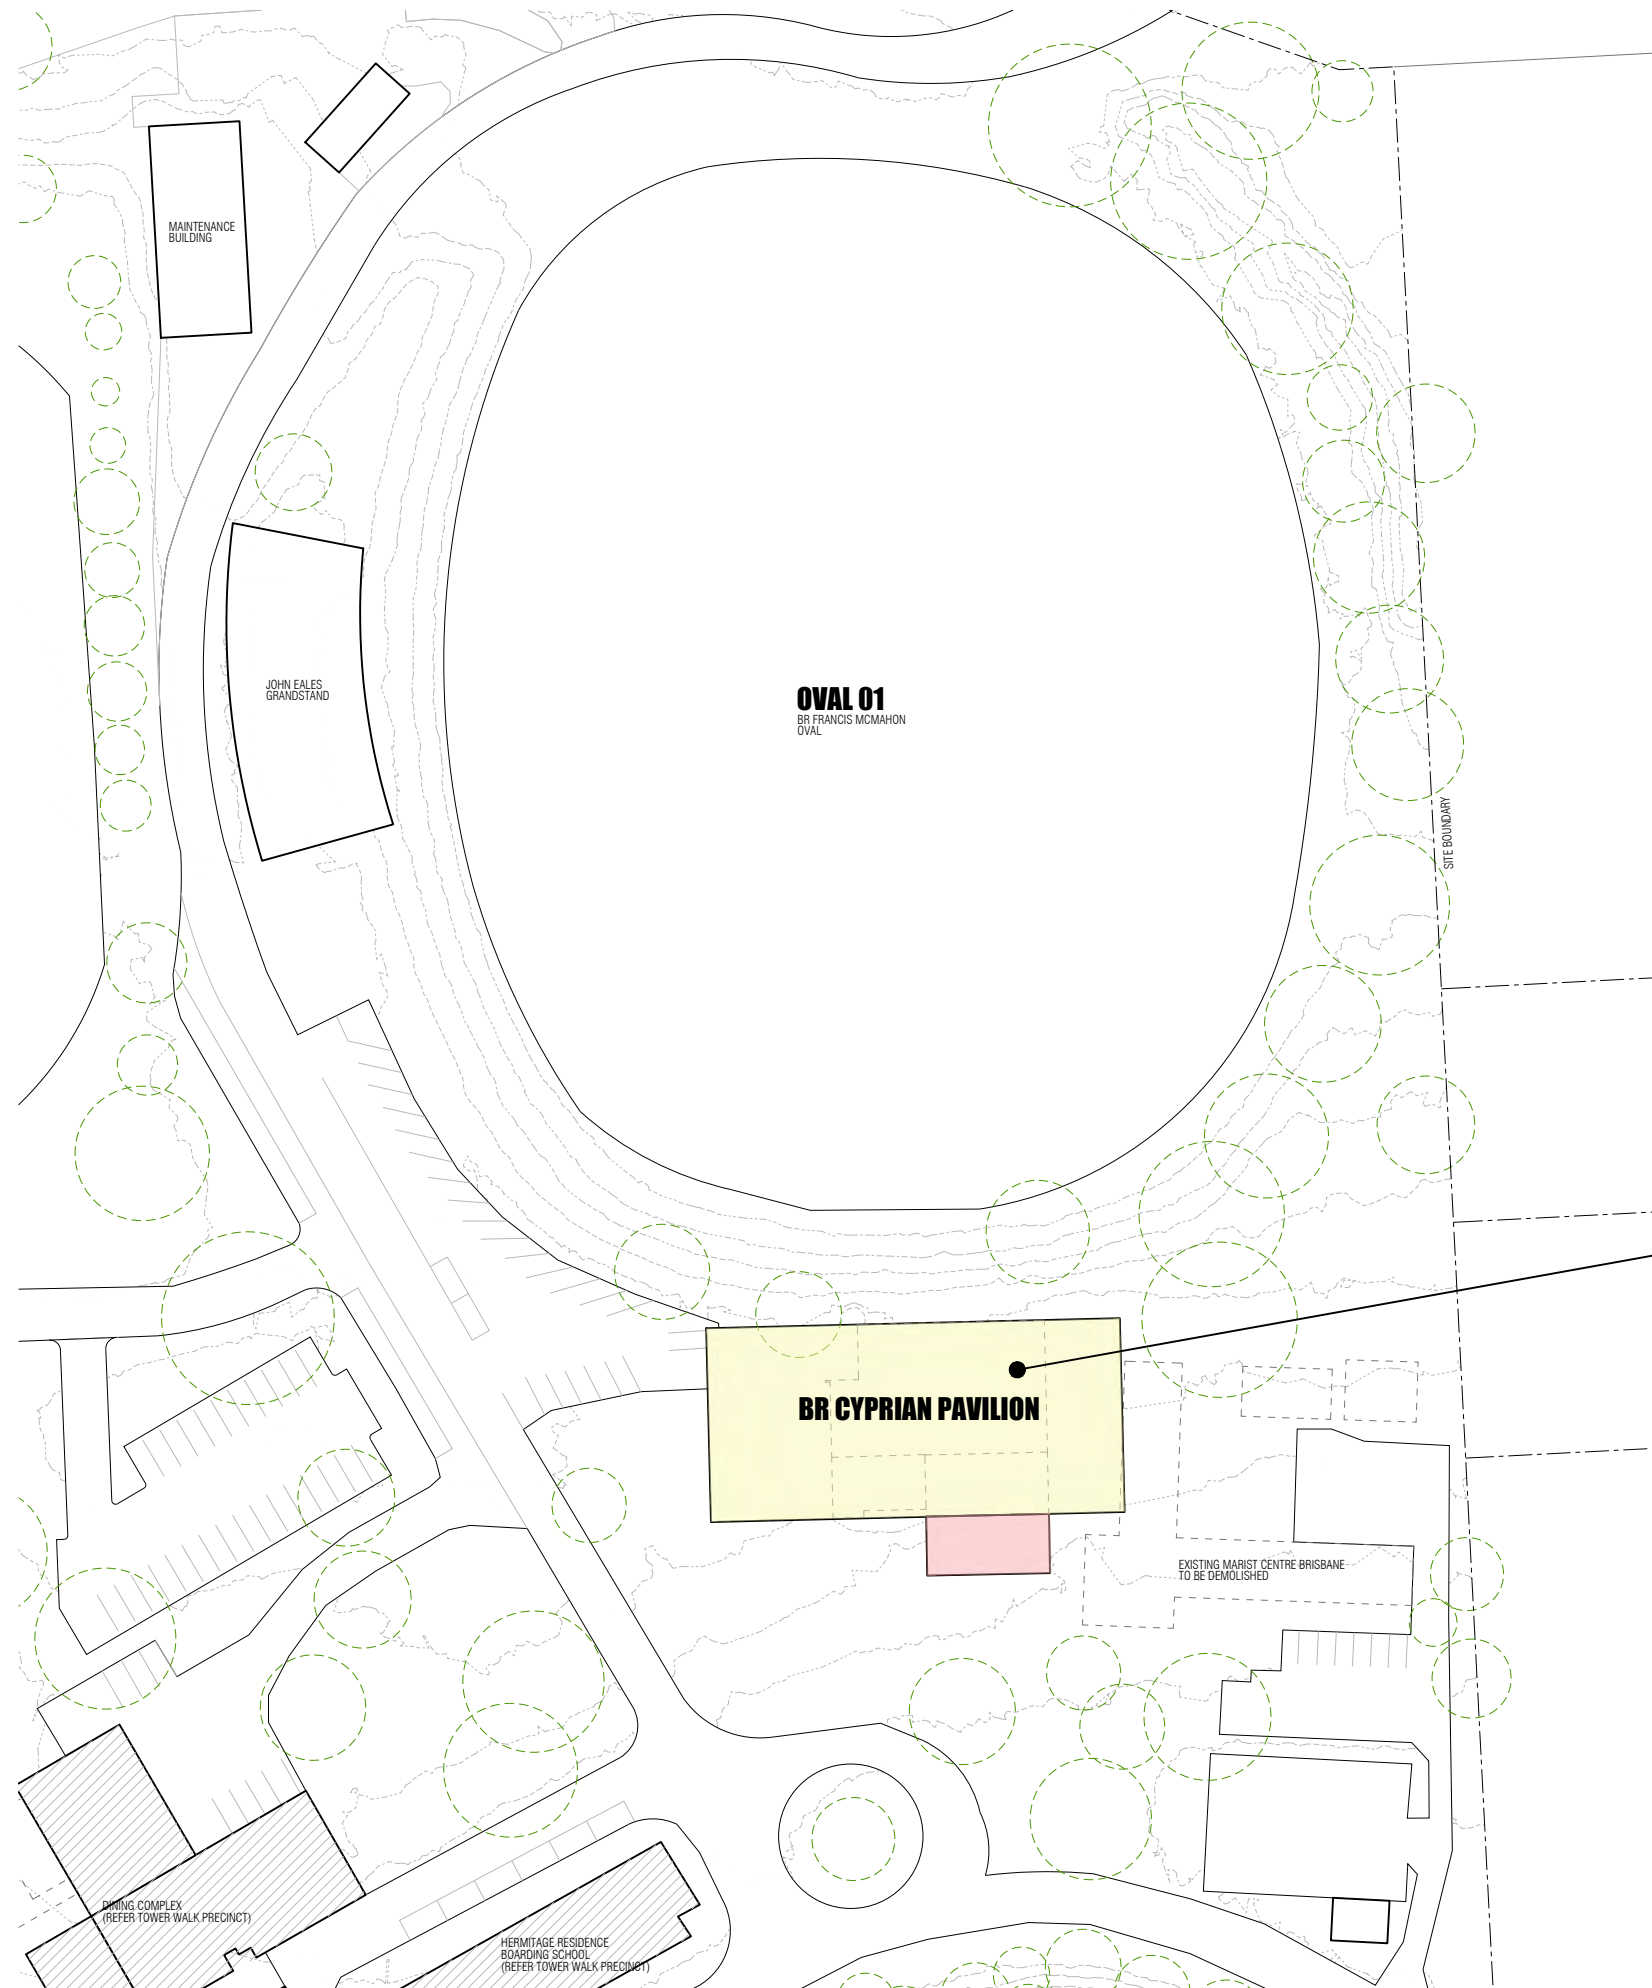 MAINTENANCE
BUILDING
JOHN EALES
GRANDSTAND
OVAL 01
BR FRANCIS MCMAHON
OVAL
SITE BOUNDARY
BR CYPRIAN PAVILION
EXISTING MARIST CENTRE BRISBANE
TO BE DEMOLISHED
DINING COMPLEX
(REFER TOWER WALK PRECINCT)
HERMITAGE RESIDENCE
BOARDING SCHOOL
(REFER TOWER WALK PRECINCT)